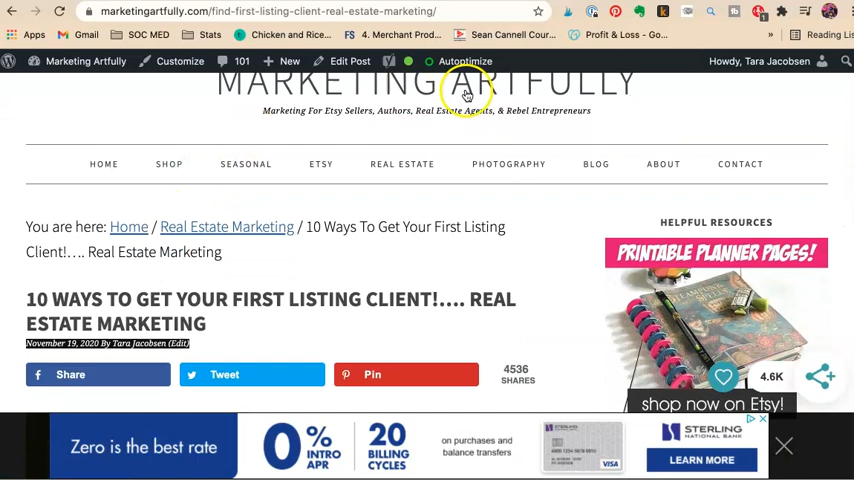 marketingartfully.com/find-first-listing-client-real-estate-marketing/
Apps
Gmail
SOC MED
Stats
Chicken and Rice...
4. Merchant Prod...
Sean Cannell Cour...
Profit & Loss - Go...
»
Reading List
Marketing Artfully
Customize
101
New
Edit Post
Autoptimize
Howdy, Tara Jacobsen
MARKETING ARTFULLY
Marketing For Etsy Sellers, Authors, Real Estate Agents, & Rebel Entrepreneurs
HOME SHOP SEASONAL ETSY REAL ESTATE PHOTOGRAPHY BLOG ABOUT CONTACT
You are here: Home / Real Estate Marketing / 10 Ways To Get Your First Listing
Client!…. Real Estate Marketing
10 WAYS TO GET YOUR FIRST LISTING CLIENT!…. REAL
ESTATE MARKETING
November 19, 2020 By Tara Jacobsen (Edit)
Share
Tweet
Pin
4536
SHARES
HELPFUL RESOURCES
PRINTABLE PLANNER PAGES!
shop now on Etsy!
4.6K
Zero is the best rate
0% INTRO APR
20 BILLING CYCLES
on purchases and
balance transfers
VISA
STERLING
NATIONAL BANK
LEARN MORE